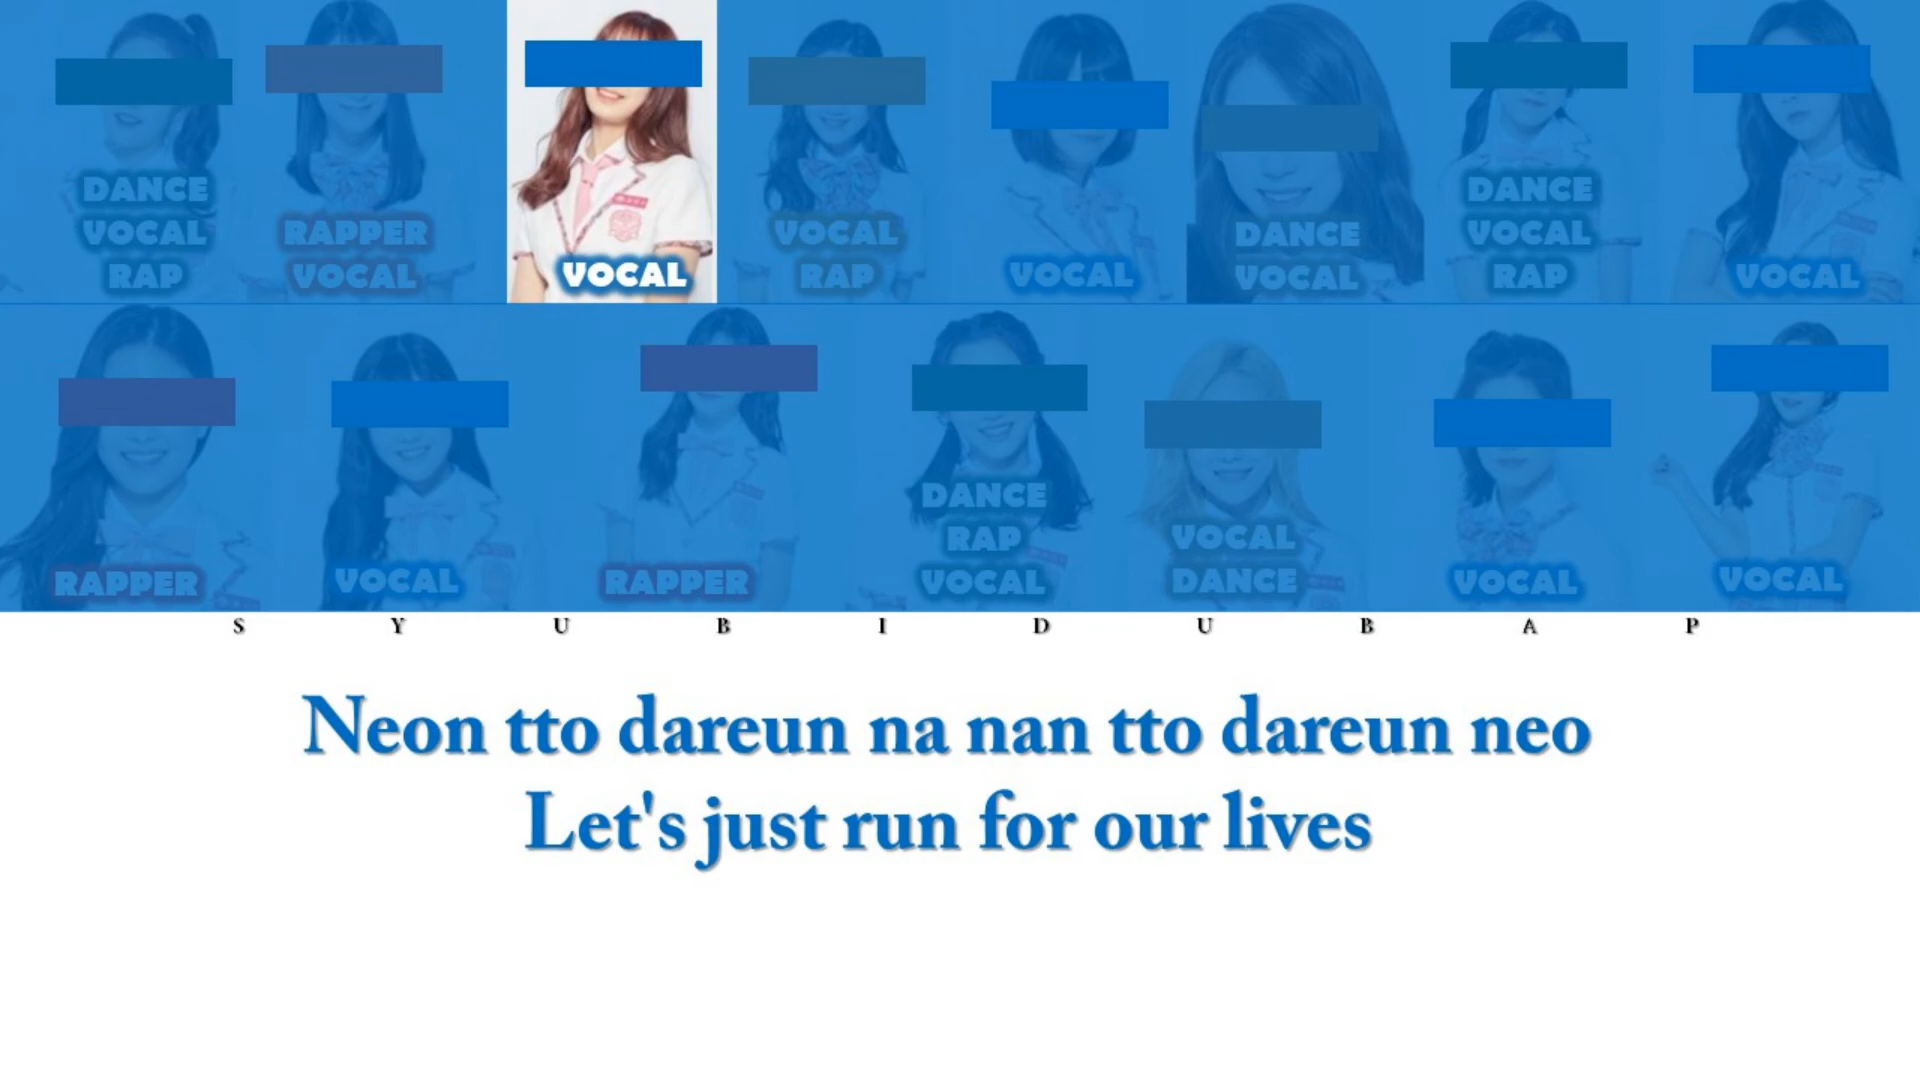 DANCE
VOCAL
RAP
RAPPER
VOCAL
VOCAL
VOCAL
RAP
VOCAL
DANCE
VOCAL
DANCE
VOCAL
RAP
VOCAL
RAPPER
VOCAL
RAPPER
DANCE
RAP
VOCAL
VOCAL
DANCE
VOCAL
VOCAL
S Y U B I D U B A P
Neon tto dareun na nan tto dareun neo
Let's just run for our lives